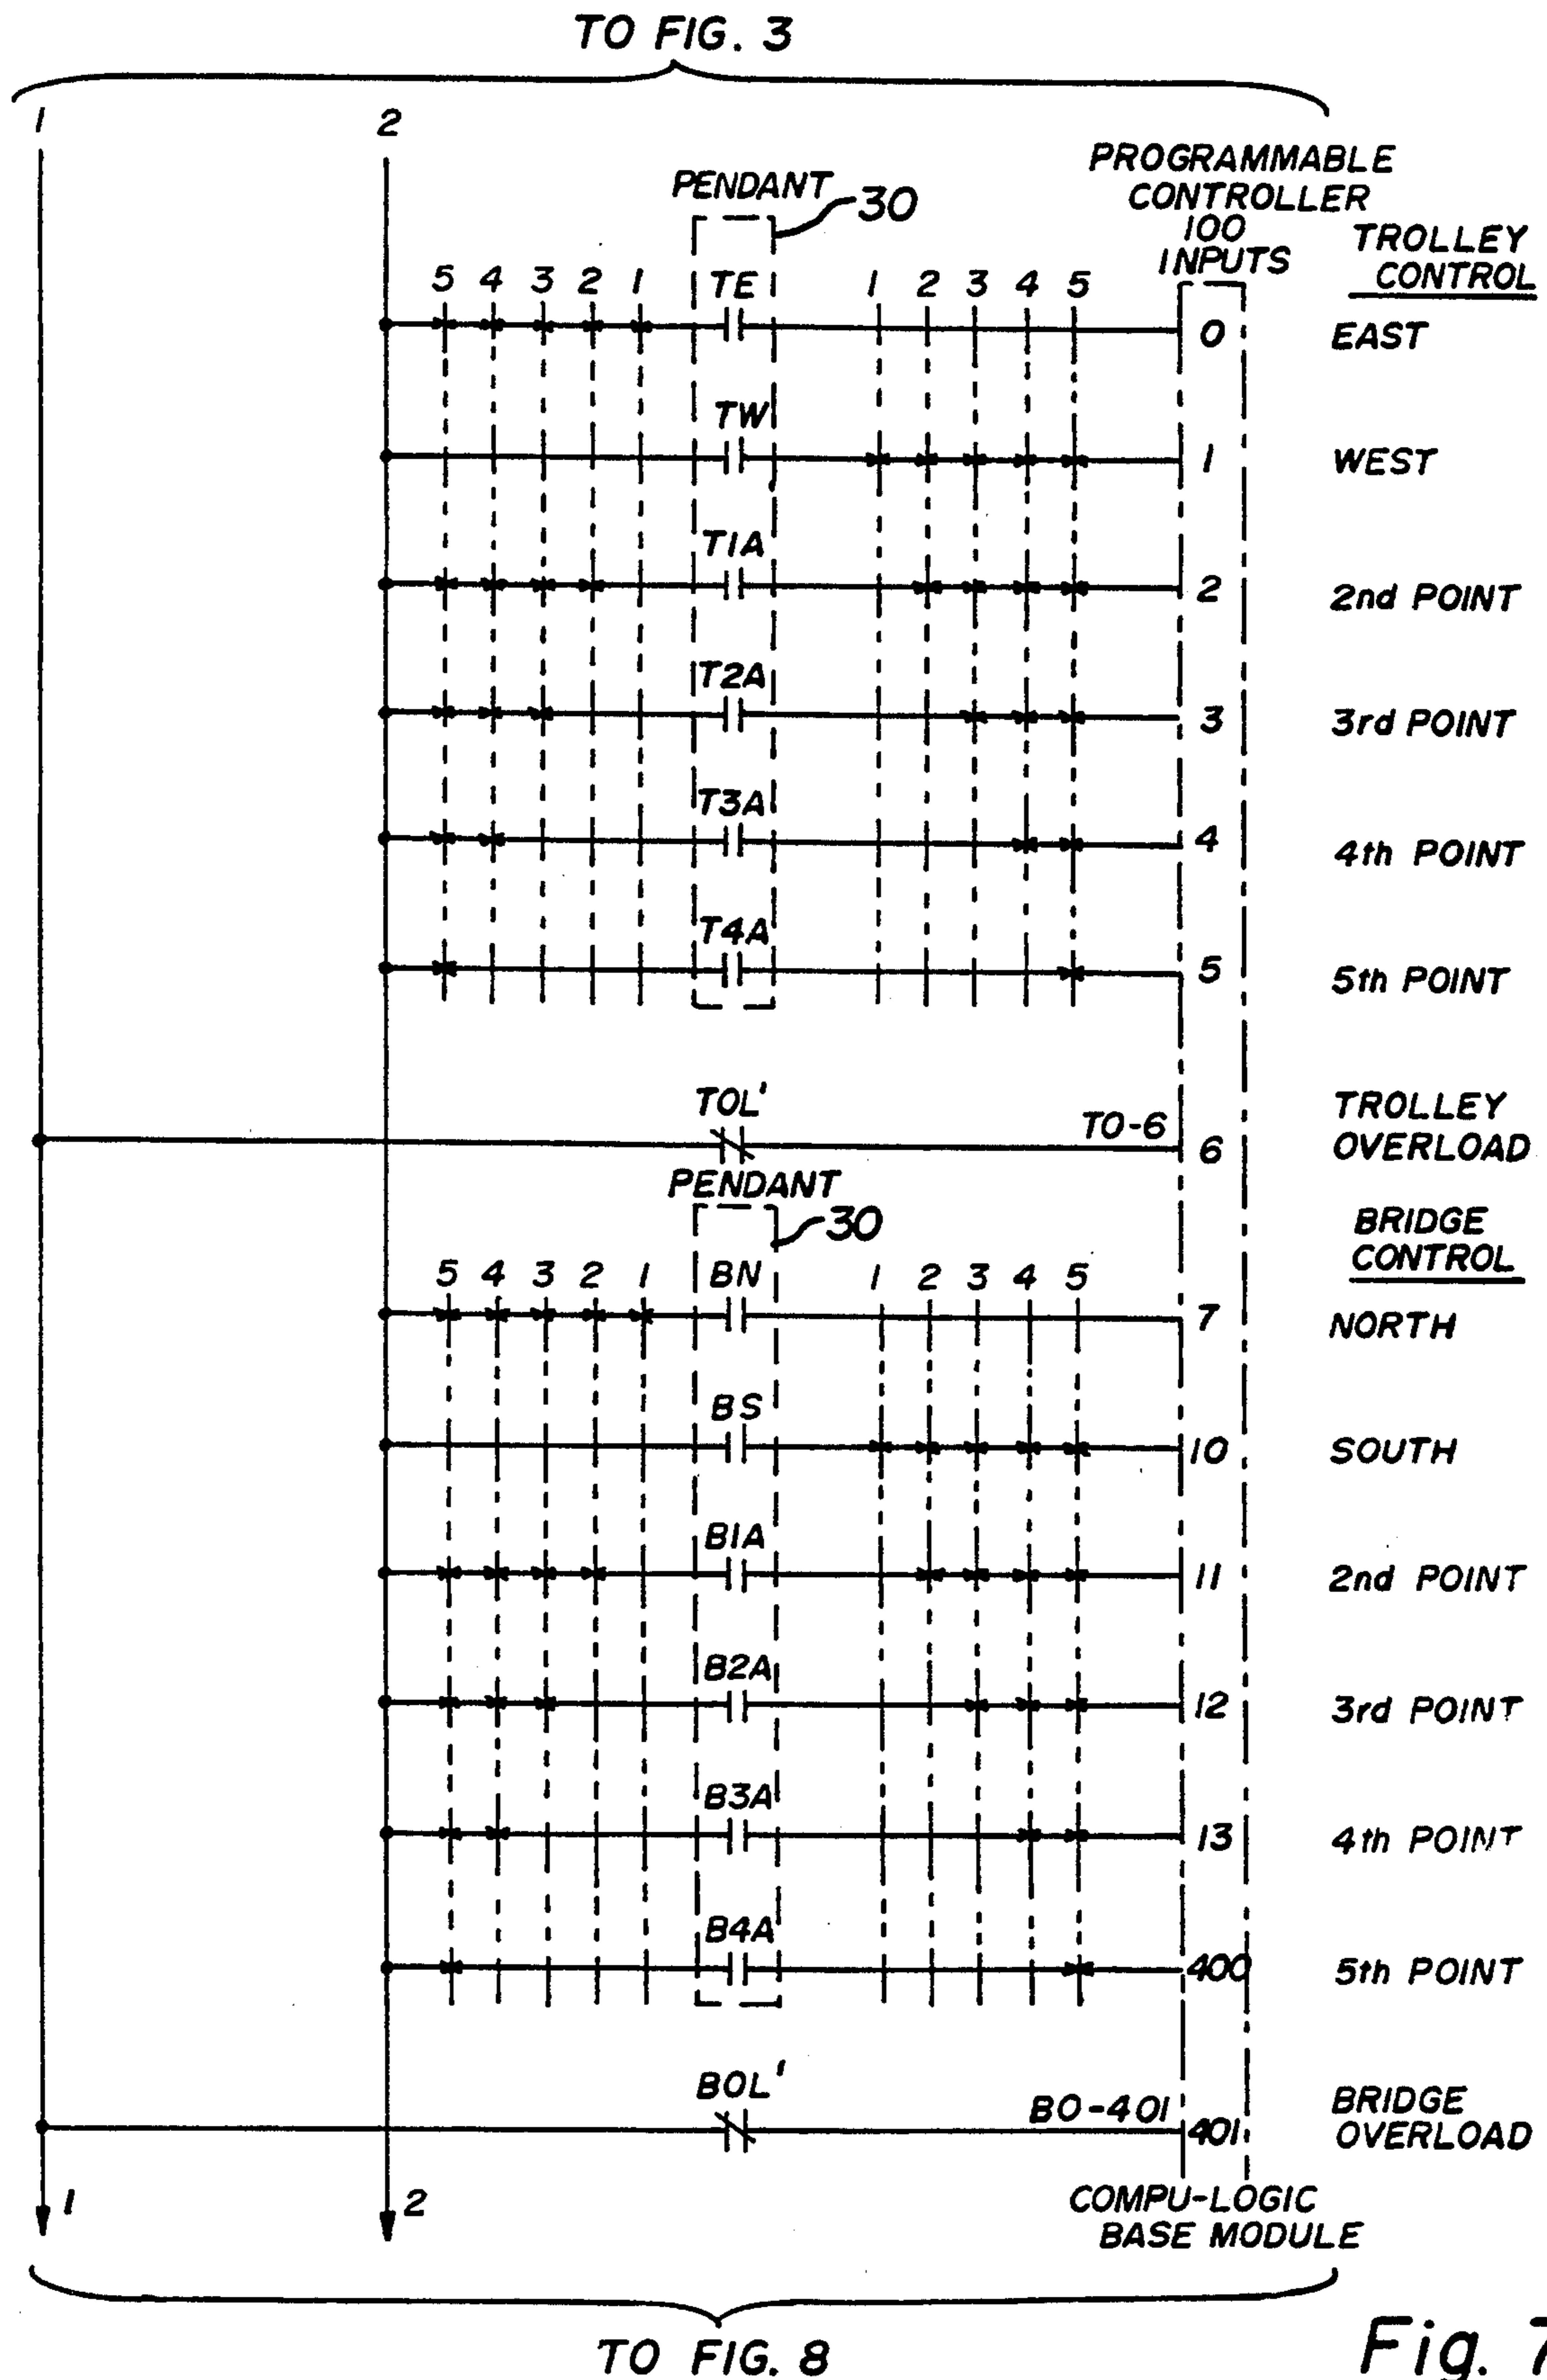 TO FIG. 3
1
2
PROGRAMMABLE
CONTROLLER
100
INPUTS
PENDANT
30
TROLLEY
CONTROL
5 4 3 2 1 TE 1 2 3 4 5
0 EAST
TW
1 WEST
T1A
2 2nd POINT
T2A
3 3rd POINT
T3A
4 4th POINT
T4A
5 5th POINT
TOL'
TO-6
6
TROLLEY
OVERLOAD
PENDANT
30
BRIDGE
CONTROL
5 4 3 2 1 BN 1 2 3 4 5
7 NORTH
BS
10 SOUTH
B1A
11 2nd POINT
B2A
12 3rd POINT
B3A
13 4th POINT
B4A
400 5th POINT
BOL'
BO-401
401
BRIDGE
OVERLOAD
1
2
COMPU-LOGIC
BASE MODULE
TO FIG. 8
Fig. 7